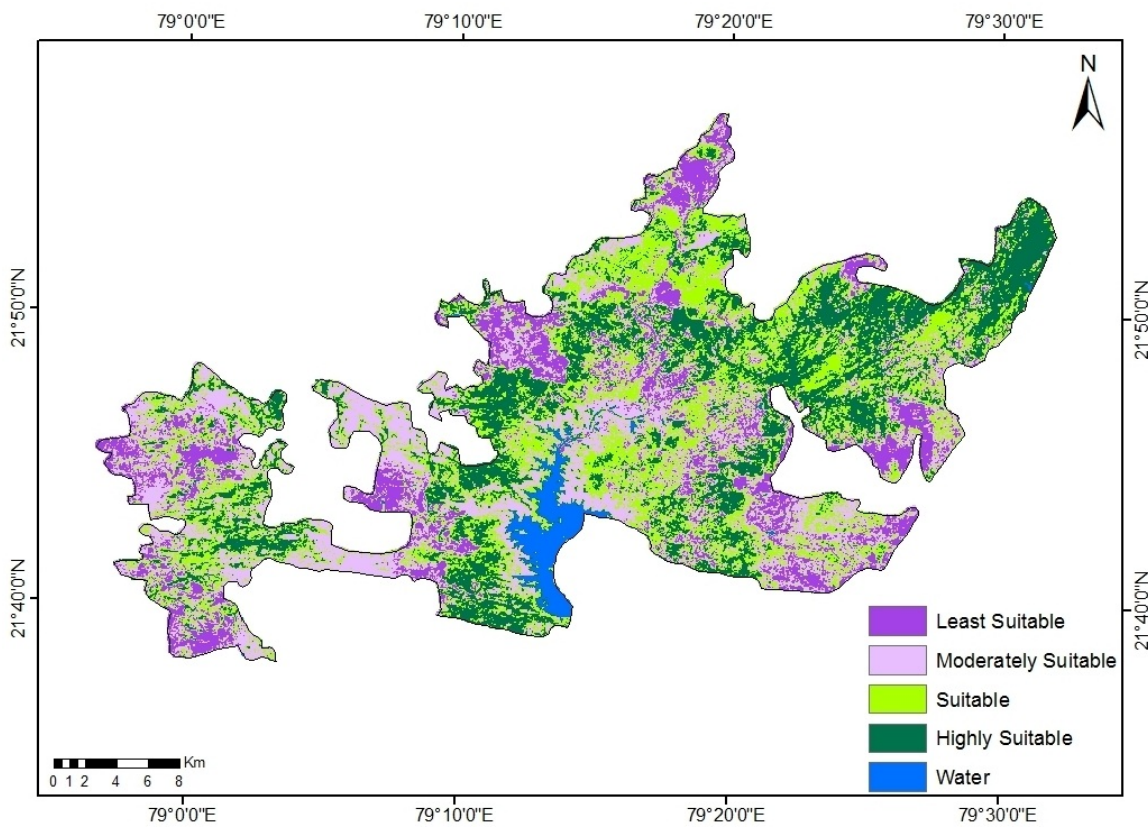 79°0'0"E 79°10'0"E 79°20'0"E 79°30'0"E
N
21°50'0"N
21°50'0"N
21°40'0"N
21°40'0"N
Least Suitable
Moderately Suitable
Suitable
Highly Suitable
Water
Km
0 1 2 4 6 8
79°0'0"E 79°10'0"E 79°20'0"E 79°30'0"E